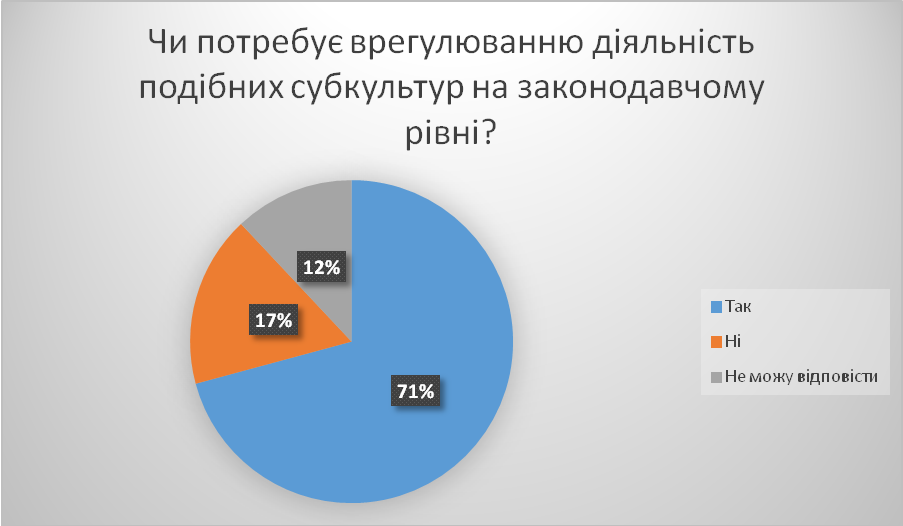 Чи потребує врегулюванню діяльність
подібних субкультур на законодавчому
рівні?
12%
17%
71%
Так
Ні
Не можу відповісти